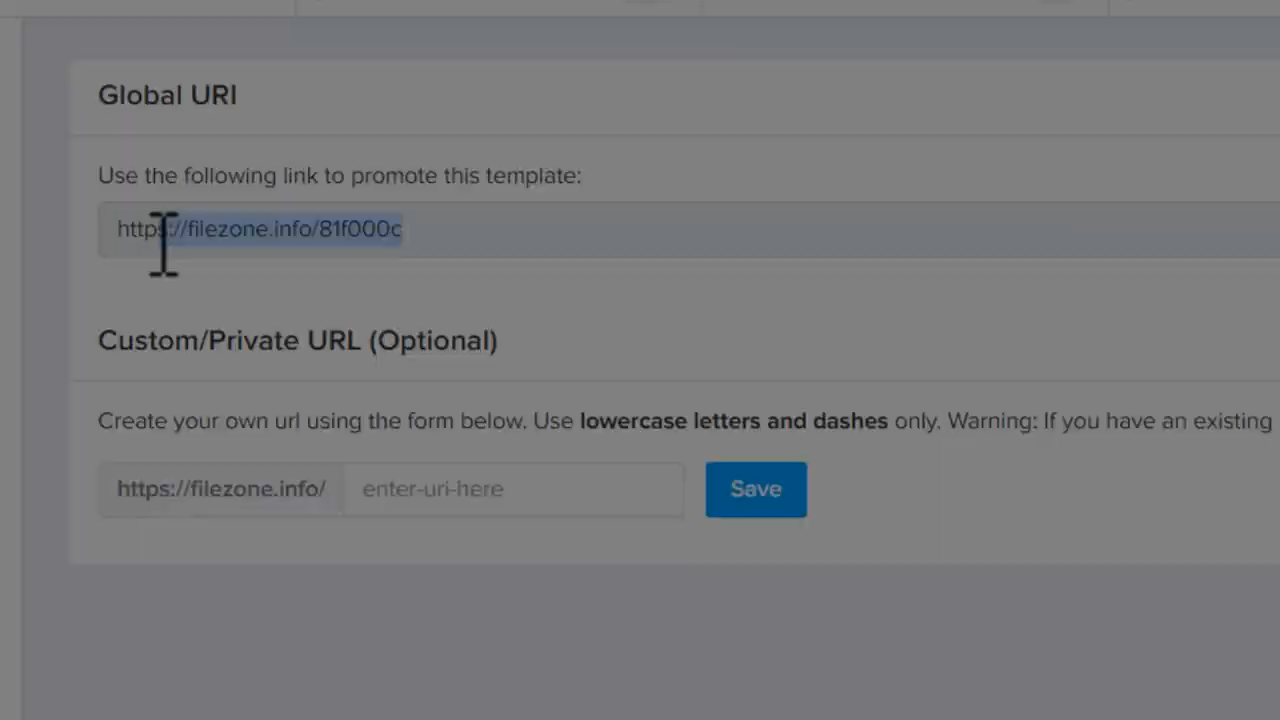 Global URI
Use the following link to promote this template:
https://filezone.info/81f000c
Custom/Private URL (Optional)
Create your own url using the form below. Use lowercase letters and dashes only. Warning: If you have an existing
https://filezone.info/ enter-uri-here Save